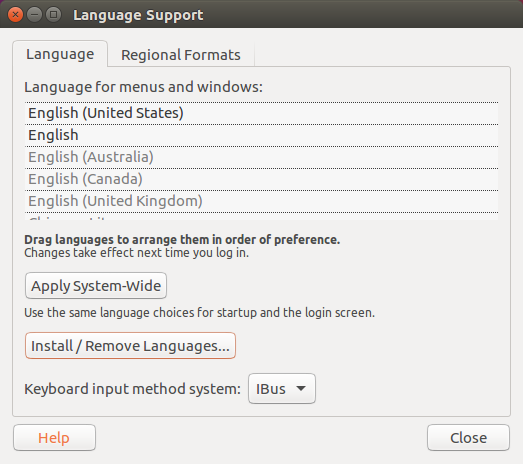 Language Support
Language
Regional Formats
Language for menus and windows:
English (United States)
English
English (Australia)
English (Canada)
English (United Kingdom)
Drag languages to arrange them in order of preference.
Changes take effect next time you log in.
Apply System-Wide
Use the same language choices for startup and the login screen.
Install / Remove Languages...
Keyboard input method system: IBus
Help
Close